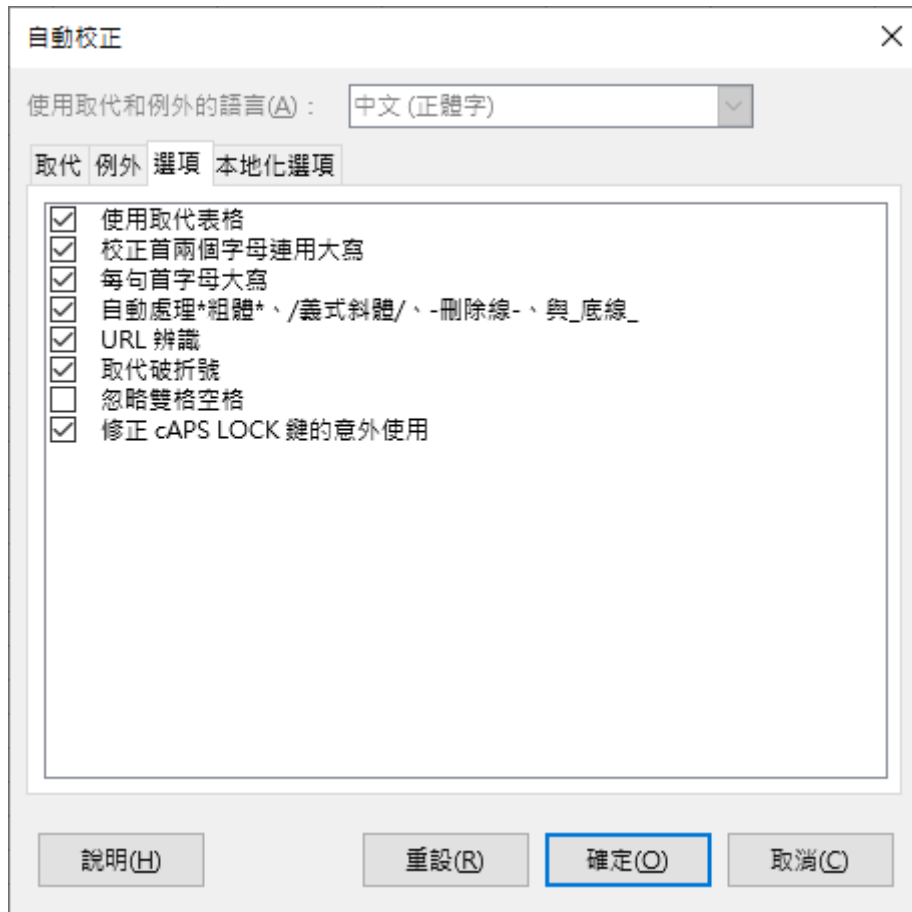 自動校正
使用取代和例外的語言(A)： 中文 (正體字)
取代 例外 選項 本地化選項
使用取代表格
校正首兩個字母連用大寫
每句首字母大寫
自動處理*粗體*、/義式斜體/、-刪除線-、與_底線_
URL 辨識
取代破折號
忽略雙格空格
修正 cAPS LOCK 鍵的意外使用
說明(H) 重設(R) 確定(O) 取消(C)